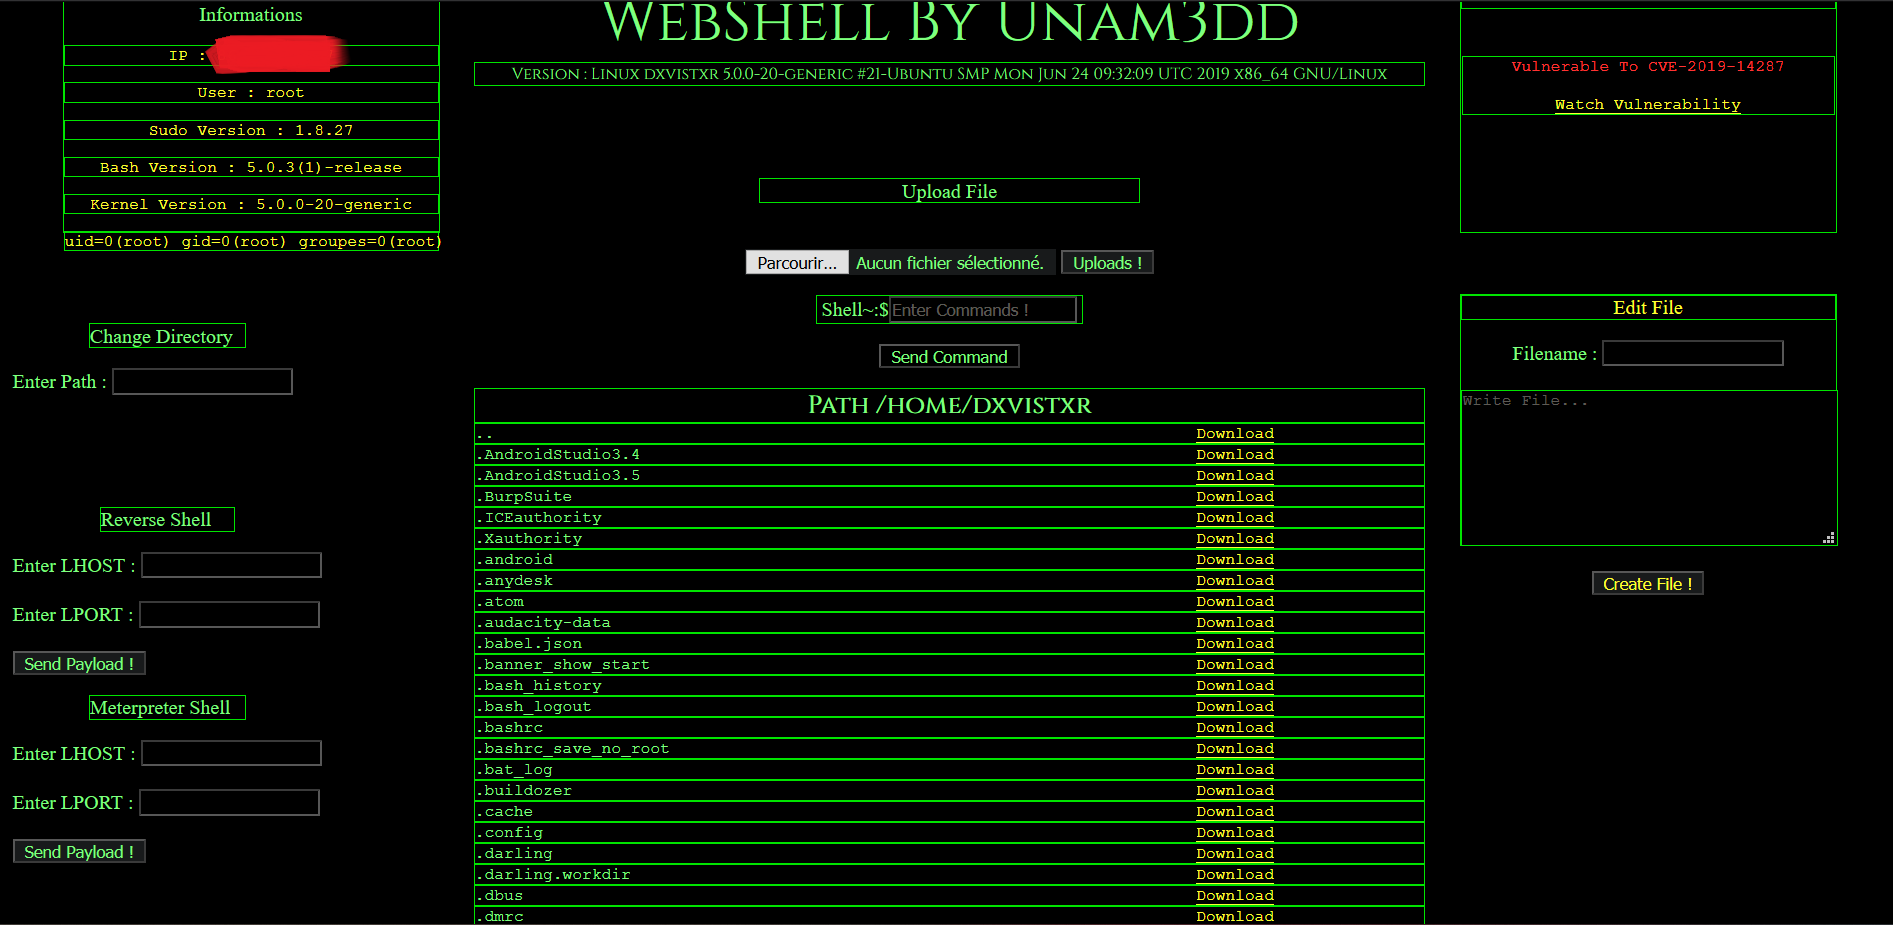 Informations
IP :
User : root
Sudo Version : 1.8.27
Bash Version : 5.0.3(1)-release
Kernel Version : 5.0.0-20-generic
uid=0(root) gid=0(root) groupes=0(root)
Change Directory
Enter Path :
Reverse Shell
Enter LHOST :
Enter LPORT :
Send Payload !
Meterpreter Shell
Enter LHOST :
Enter LPORT :
Send Payload !
WebShell By Unam3dd
Version : Linux dxvistxr 5.0.0-20-generic #21-Ubuntu SMP Mon Jun 24 09:32:09 UTC 2019 x86_64 GNU/Linux
Upload File
Parcourir... Aucun fichier sélectionné. Uploads !
Shell~:$ Enter Commands !
Send Command
Path /home/dxvistxr
.. Download
.AndroidStudio3.4 Download
.AndroidStudio3.5 Download
.BurpSuite Download
.ICEauthority Download
.Xauthority Download
.android Download
.anydesk Download
.atom Download
.audacity-data Download
.babel.json Download
.banner_show_start Download
.bash_history Download
.bash_logout Download
.bashrc Download
.bashrc_save_no_root Download
.bat_log Download
.buildozer Download
.cache Download
.config Download
.darling Download
.darling.workdir Download
.dbus Download
.dmrc Download
Vulnerable To CVE-2019-14287
Watch Vulnerability
Edit File
Filename :
Write File...
Create File !